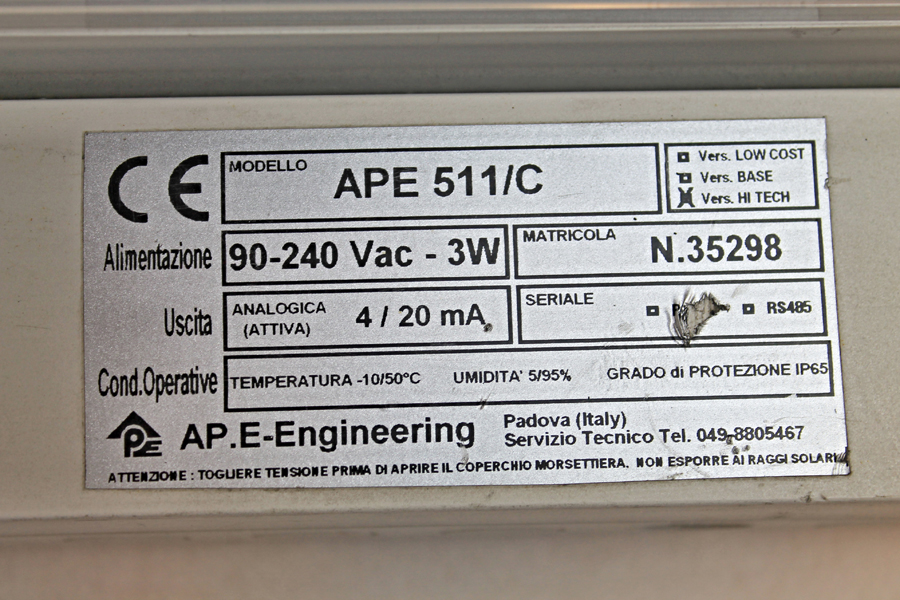 CE
MODELLO
APE 511/C
Vers. LOW COST
Vers. BASE
Vers. HI TECH
Alimentazione
90-240 Vac - 3W
MATRICOLA
N.35298
Uscita
ANALOGICA
(ATTIVA)
4 / 20 mA
SERIALE
RS485
Cond.Operative
TEMPERATURA -10/50°C
UMIDITA' 5/95%
GRADO di PROTEZIONE IP65
APE
AP.E-Engineering
Padova (Italy)
Servizio Tecnico Tel. 049-8805467
ATTENZIONE : TOGLIERE TENSIONE PRIMA DI APRIRE IL COPERCHIO MORSETTIERA. NON ESPORRE AI RAGGI SOLARI